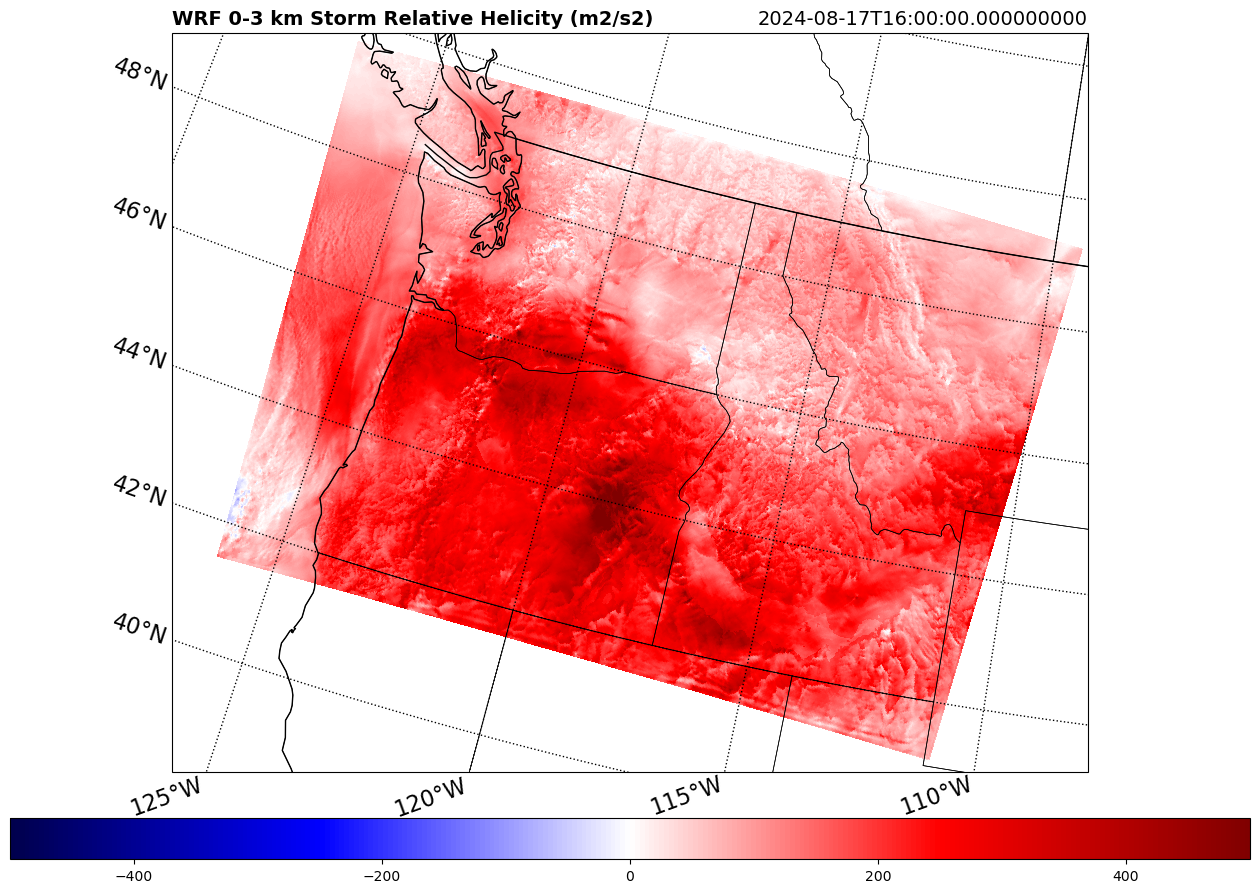 WRF 0-3 km Storm Relative Helicity (m2/s2) 2024-08-17T16:00:00.000000000
48°N
46°N
44°N
42°N
40°N
125°W 120°W 115°W 110°W
−400 −200 0 200 400